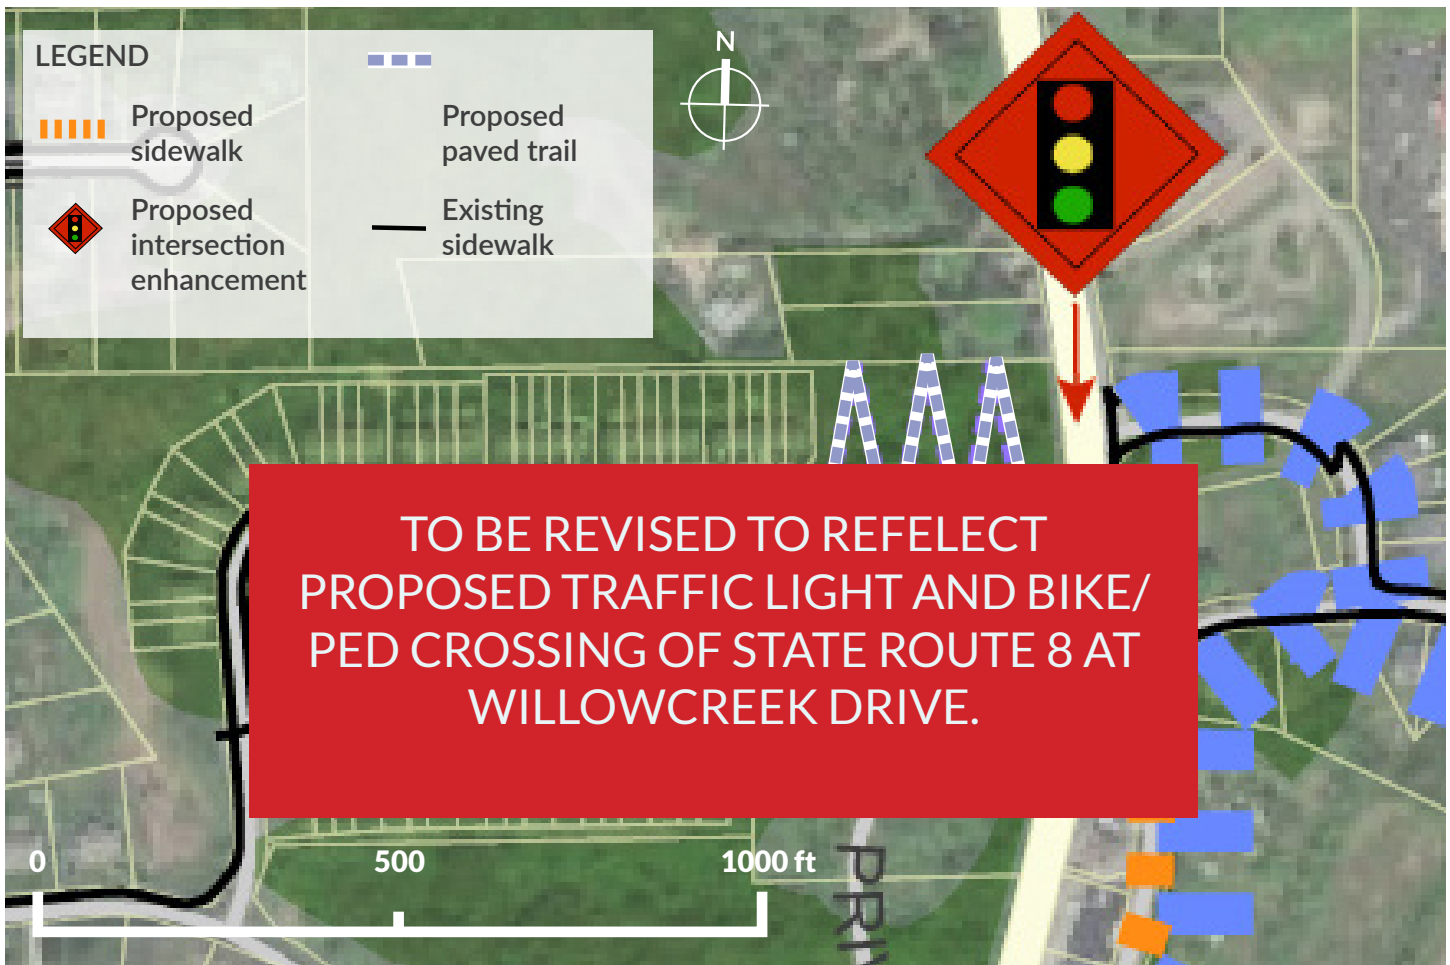 LEGEND
Proposed
sidewalk
Proposed
intersection
enhancement
Proposed
paved trail
Existing
sidewalk
N
TO BE REVISED TO REFELECT
PROPOSED TRAFFIC LIGHT AND BIKE/
PED CROSSING OF STATE ROUTE 8 AT
WILLOWCREEK DRIVE.
0 500 1000 ft
PRIV